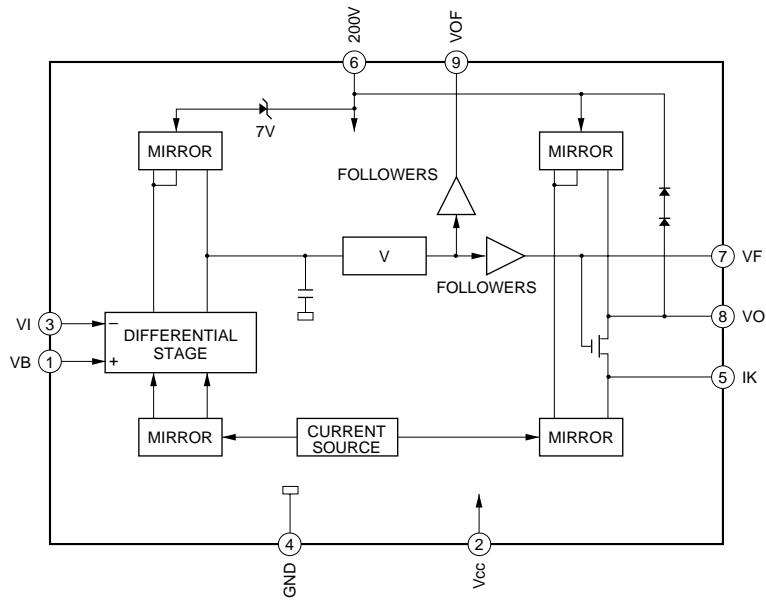 200V
VOF
6
9
7V
MIRROR
MIRROR
FOLLOWERS
V
FOLLOWERS
7 VF
8 VO
VI 3 −
VB 1 +
DIFFERENTIAL
STAGE
5 IK
MIRROR
CURRENT
SOURCE
MIRROR
4
2
GND
Vcc